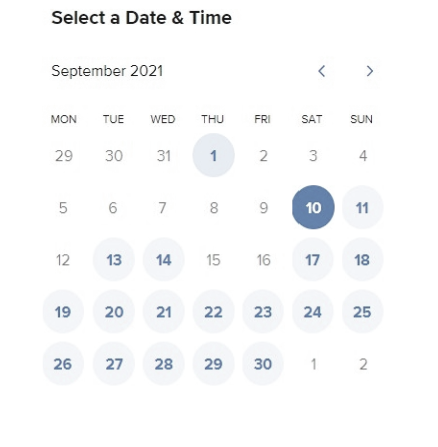 Select a Date & Time
September 2021
MON TUE WED THU FRI SAT SUN
29 30 31 1 2 3 4
5 6 7 8 9 10 11
12 13 14 15 16 17 18
19 20 21 22 23 24 25
26 27 28 29 30 1 2